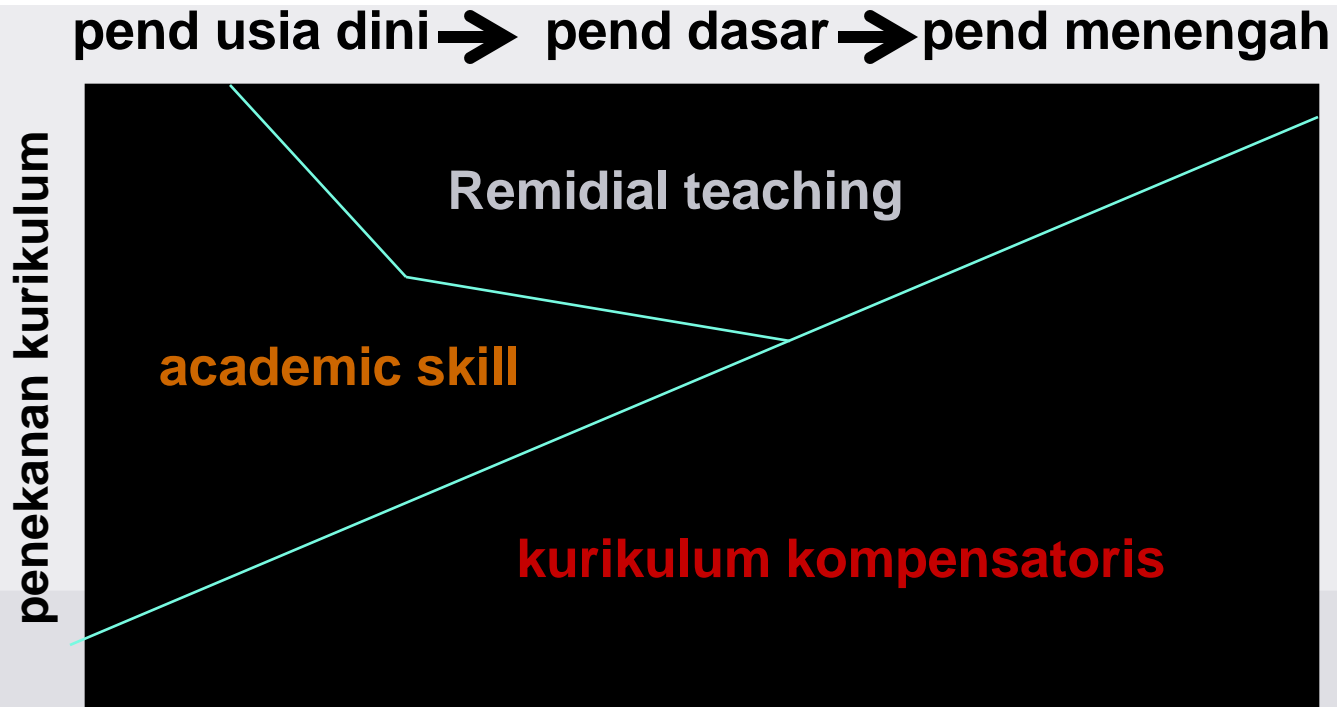 pend usia dini → pend dasar → pend menengah
penekanan kurikulum
Remidial teaching
academic skill
kurikulum kompensatoris